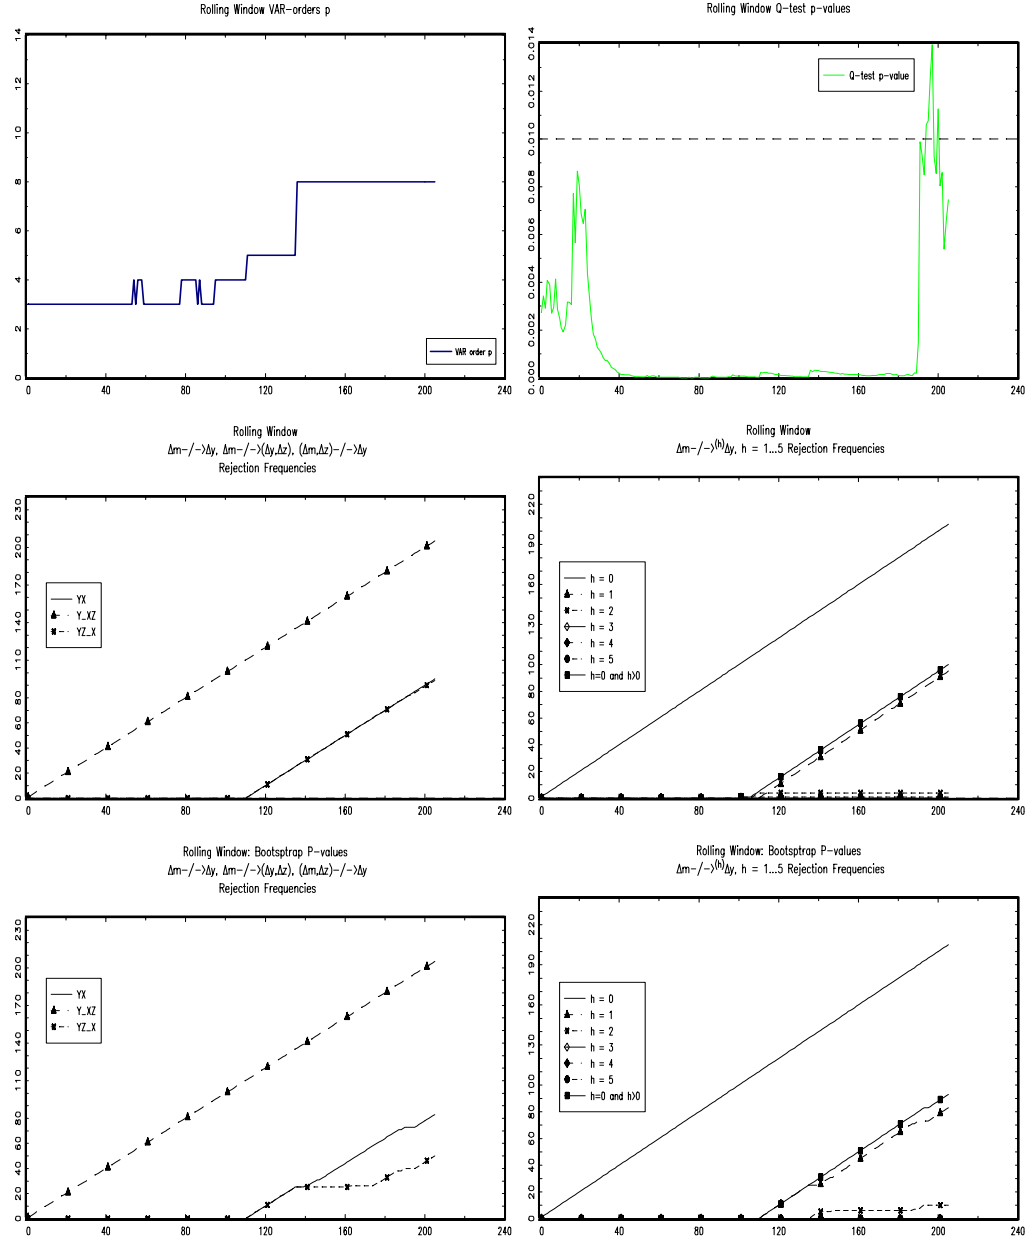 Rolling Window VAR-orders p
14
12
10
8
6
4
2
0
VAR order p
0 40 80 120 160 200 240
Rolling Window Q-test p-values
0.014
0.012
0.010
0.008
0.006
0.004
0.002
0.000
Q-test p-value
40 80 120 160 200 240
Rolling Window
Δm-/->Δy, Δm-/->(Δy,Δz), (Δm,Δz)-/->Δy
Rejection Frequencies
230
200
170
140
110
80
60
40
20
0
YX
Y_XZ
YZ_X
0 40 80 120 160 200 240
Rolling Window
Δm-/->(h)Δy, h = 1...5 Rejection Frequencies
220
190
160
130
100
80
60
40
20
0
h = 0
h = 1
h = 2
h = 3
h = 4
h = 5
h=0 and h>0
0 40 80 120 160 200 240
Rolling Window: Bootsptrap P-values
Δm-/->Δy, Δm-/->(Δy,Δz), (Δm,Δz)-/->Δy
Rejection Frequencies
230
200
170
140
110
80
60
40
20
0
YX
Y_XZ
YZ_X
0 40 80 120 160 200 240
Rolling Window: Bootsptrap P-values
Δm-/->(h)Δy, h = 1...5 Rejection Frequencies
220
190
160
130
100
80
60
40
20
0
h = 0
h = 1
h = 2
h = 3
h = 4
h = 5
h=0 and h>0
0 40 80 120 160 200 240